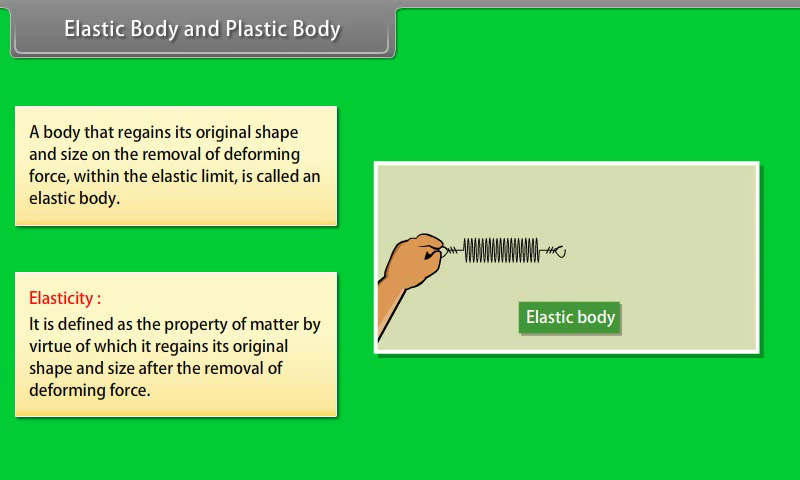 Elastic Body and Plastic Body
A body that regains its original shape
and size on the removal of deforming
force, within the elastic limit, is called an
elastic body.
Elasticity :
It is defined as the property of matter by
virtue of which it regains its original
shape and size after the removal of
deforming force.
Elastic body